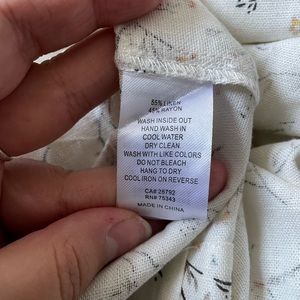 55% LINEN
45% RAYON
WASH INSIDE OUT
HAND WASH IN
COOL WATER
DRY CLEAN
WASH WITH LIKE COLORS
DO NOT BLEACH
HANG TO DRY
COOL IRON ON REVERSE
CA# 28792
RN# 75343
MADE IN CHINA